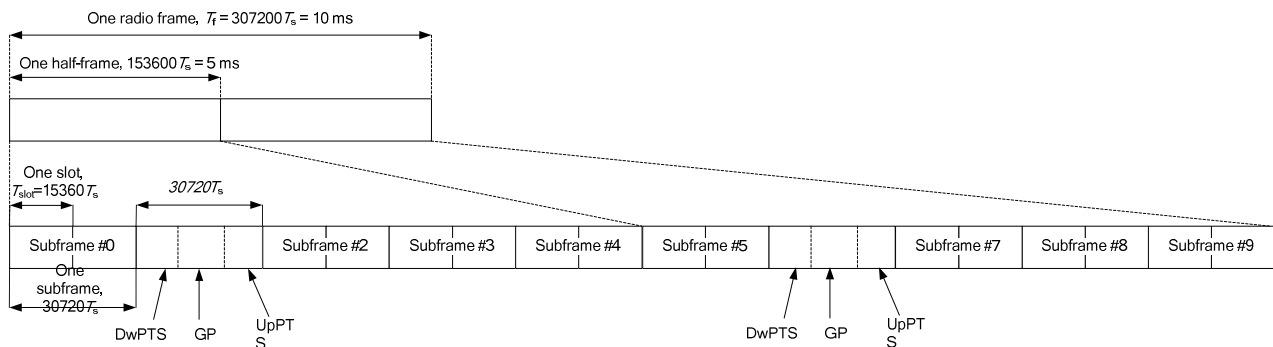 One radio frame, Tf = 307200Ts = 10 ms
One half-frame, 153600Ts = 5 ms
One slot,
Tslot=15360Ts
30720Ts
Subframe #0
Subframe #2
Subframe #3
Subframe #4
Subframe #5
Subframe #7
Subframe #8
Subframe #9
One
subframe,
30720Ts
DwPTS
GP
UpPT
S
DwPTS
GP
UpPT
S